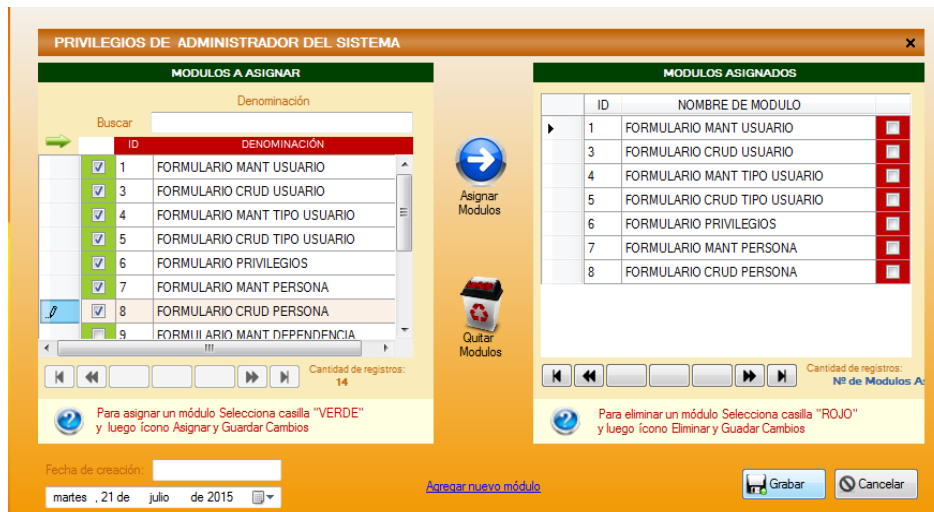 PRIVILEGIOS DE ADMINISTRADOR DEL SISTEMA
MODULOS A ASIGNAR
Denominación
Buscar
ID DENOMINACIÓN
1 FORMULARIO MANT USUARIO
3 FORMULARIO CRUD USUARIO
4 FORMULARIO MANT TIPO USUARIO
5 FORMULARIO CRUD TIPO USUARIO
6 FORMULARIO PRIVILEGIOS
7 FORMULARIO MANT PERSONA
8 FORMULARIO CRUD PERSONA
9 FORMULARIO MANT DEPENDENCIA
Cantidad de registros:
14
Para asignar un módulo Selecciona casilla "VERDE"
y luego ícono Asignar y Guardar Cambios
Asignar
Modulos
Quitar
Modulos
MODULOS ASIGNADOS
ID NOMBRE DE MODULO
1 FORMULARIO MANT USUARIO
3 FORMULARIO CRUD USUARIO
4 FORMULARIO MANT TIPO USUARIO
5 FORMULARIO CRUD TIPO USUARIO
6 FORMULARIO PRIVILEGIOS
7 FORMULARIO MANT PERSONA
8 FORMULARIO CRUD PERSONA
Cantidad de registros:
Nº de Modulos A
Para eliminar un módulo Selecciona casilla "ROJO"
y luego ícono Eliminar y Guadar Cambios
Fecha de creación:
martes , 21 de julio de 2015
Agregar nuevo módulo
Grabar
Cancelar